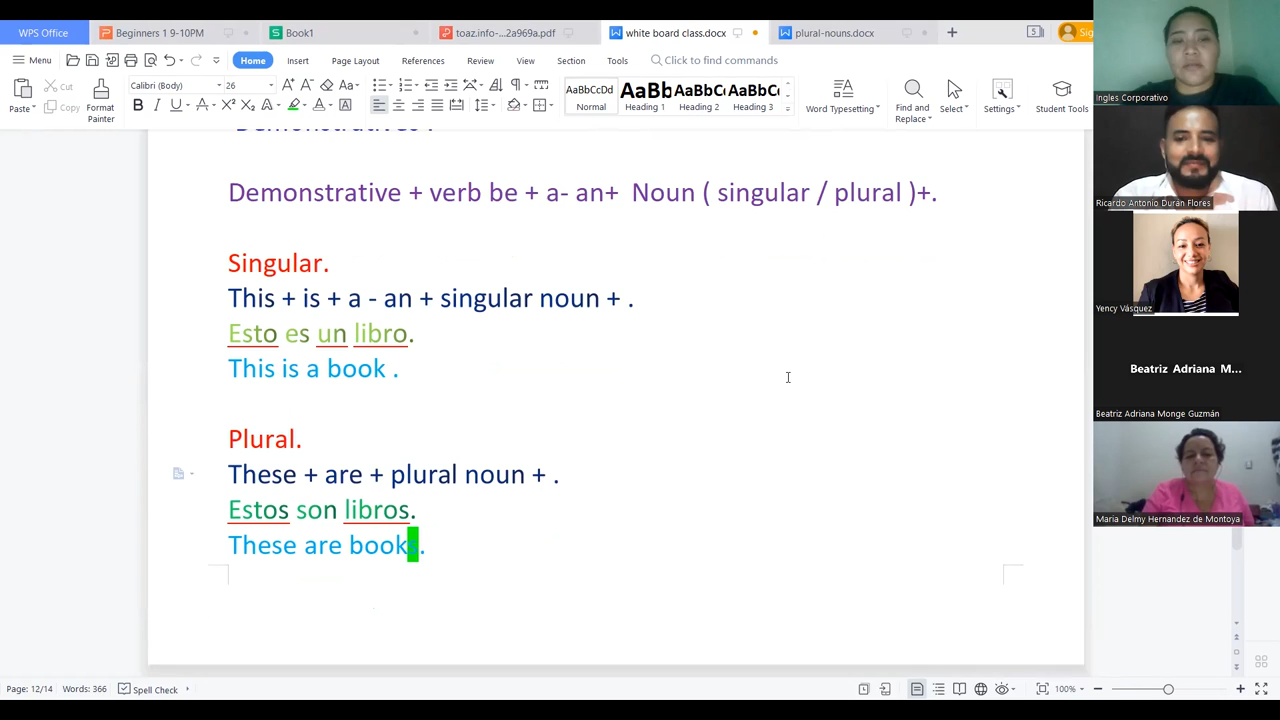 WPS Office
Beginners 1 9-10PM
Book1
toaz.info-...2a969a.pdf
white board class.docx
plural-nouns.docx
Menu
Home
Insert
Page Layout
References
Review
View
Section
Tools
Click to find commands
Paste
Cut
Copy
Format
Painter
Calibri (Body)
26
AaBbCcDd
Normal
AaBb
Heading 1
AaBbC
Heading 2
AaBbC
Heading 3
Word Typesetting
Find and
Replace
Select
Settings
Student Tools
Demonstratives .
Demonstrative + verb be + a- an+ Noun ( singular / plural )+.
Singular.
This + is + a - an + singular noun + .
Esto es un libro.
This is a book .
Plural.
These + are + plural noun + .
Estos son libros.
These are books.
Page: 12/14
Words: 366
Spell Check
100%
Ingles Corporativo
Ricardo Antonio Durán Flores
Yency Vásquez
Beatriz Adriana M...
Beatriz Adriana Monge Guzmán
Maria Delmy Hernandez de Montoya